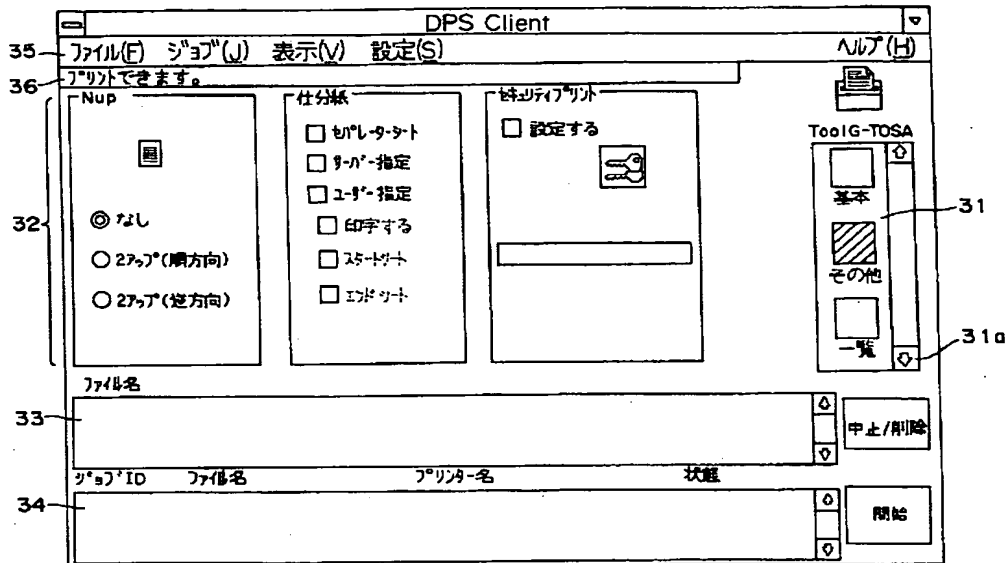 DPS Client
35 ファイル(F) ジョブ(J) 表示(V) 設定(S) ヘルプ(H)
36 プリントできます。
Nup
なし
2アップ(順方向)
2アップ(逆方向)
32
仕分紙
セパレーターシート
サーバー指定
ユーザー指定
印字する
スタートシート
エンドシート
セキュリティプリント
設定する
ToolG-TOSA
基本
その他
一覧
31
31a
ファイル名
33
中止/削除
ジョブID ファイル名 プリンター名 状態
34
開始